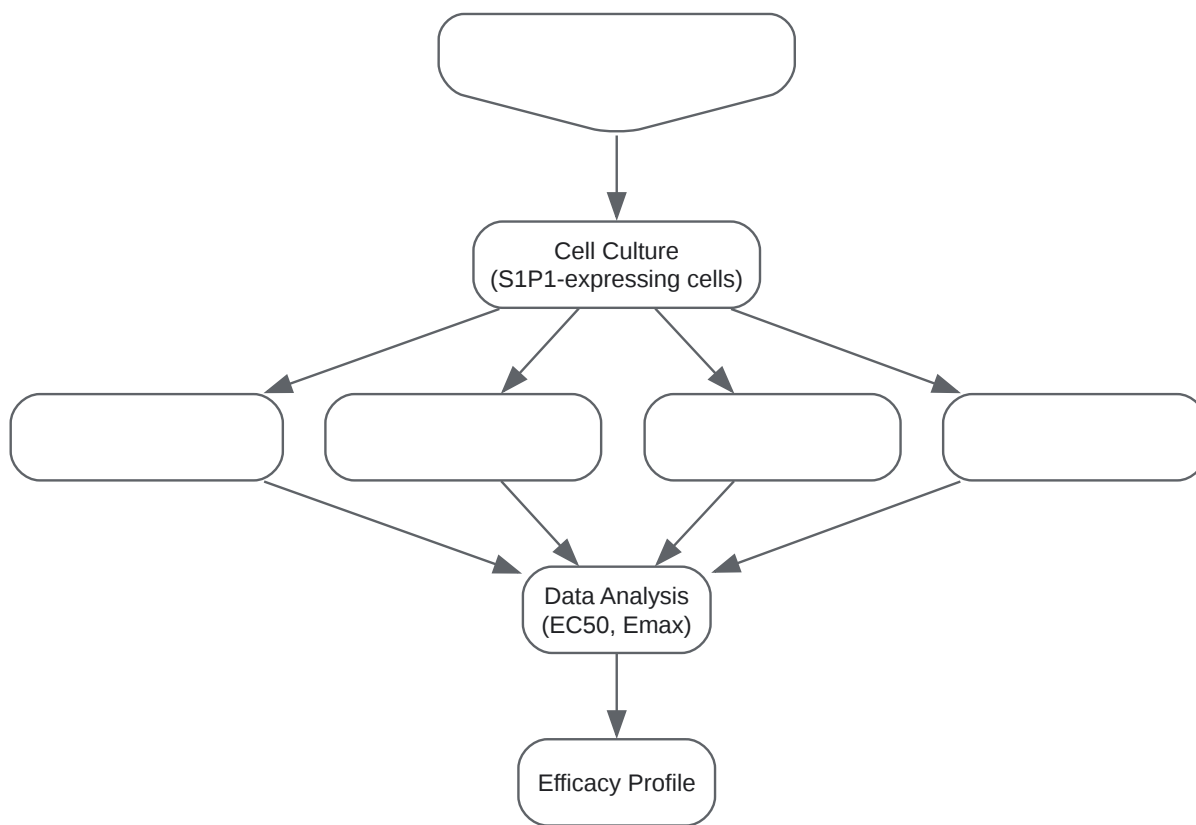 Cell Culture
(S1P1-expressing cells)
Data Analysis
(EC50, Emax)
Efficacy Profile